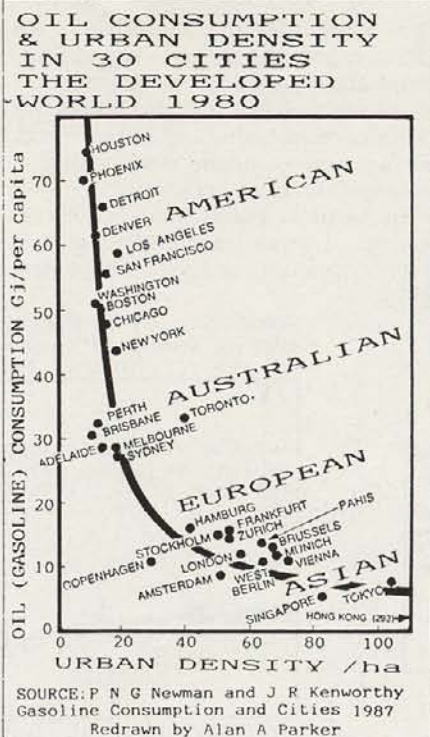 OIL CONSUMPTION
& URBAN DENSITY
IN 30 CITIES
THE DEVELOPED
WORLD 1980
OIL (GASOLINE) CONSUMPTION Gj/per capita
70
60
50
40
30
20
10
0
HOUSTON
PHOENIX
DETROIT
AMERICAN
DENVER
LOS ANGELES
SAN FRANCISCO
WASHINGTON
BOSTON
CHICAGO
NEW YORK
AUSTRALIAN
PERTH
TORONTO.
BRISBANE
ADELAIDE
MELBOURNE
SYDNEY
EUROPEAN
HAMBURG
FRANKFURT
PARIS
STOCKHOLM
ZURICH
BRUSSELS
COPENHAGEN
LONDON
MUNICH
VIENNA
AMSTERDAM
WEST
BERLIN
ASIAN
SINGAPORE
TOKYO
HONG KONG (292)
0 20 40 60 80 100
URBAN DENSITY /ha
SOURCE:P N G Newman and J R Kenworthy
Gasoline Consumption and Cities 1987
Redrawn by Alan A Parker